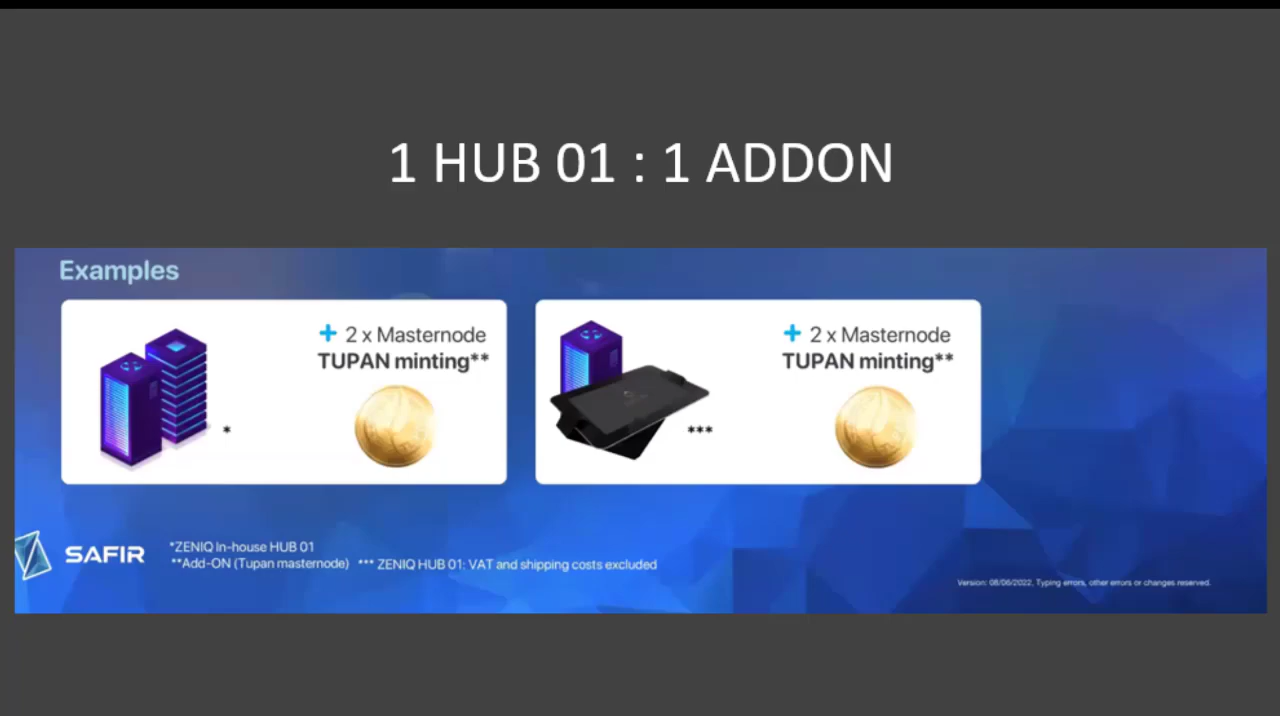 1 HUB 01 : 1 ADDON
Examples
+ 2 x Masternode
TUPAN minting**
*
+ 2 x Masternode
TUPAN minting**
***
SAFIR
*ZENIQ In-house HUB 01
**Add-ON (Tupan masternode) *** ZENIQ HUB 01: VAT and shipping costs excluded
Version: 08/06/2022, Typing errors, other errors or changes reserved.